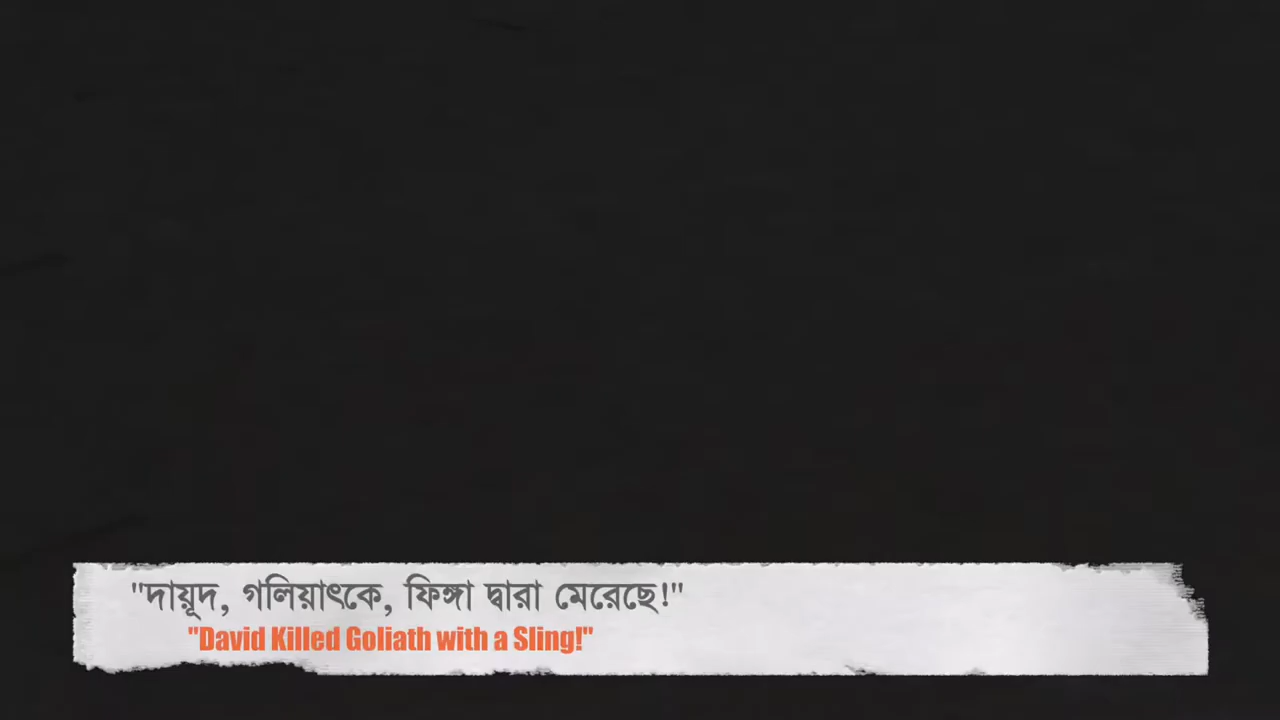 "দায়ূদ, গলিয়াৎকে, ফিঙ্গা দ্বারা মেরেছে!"
"David Killed Goliath with a Sling!"